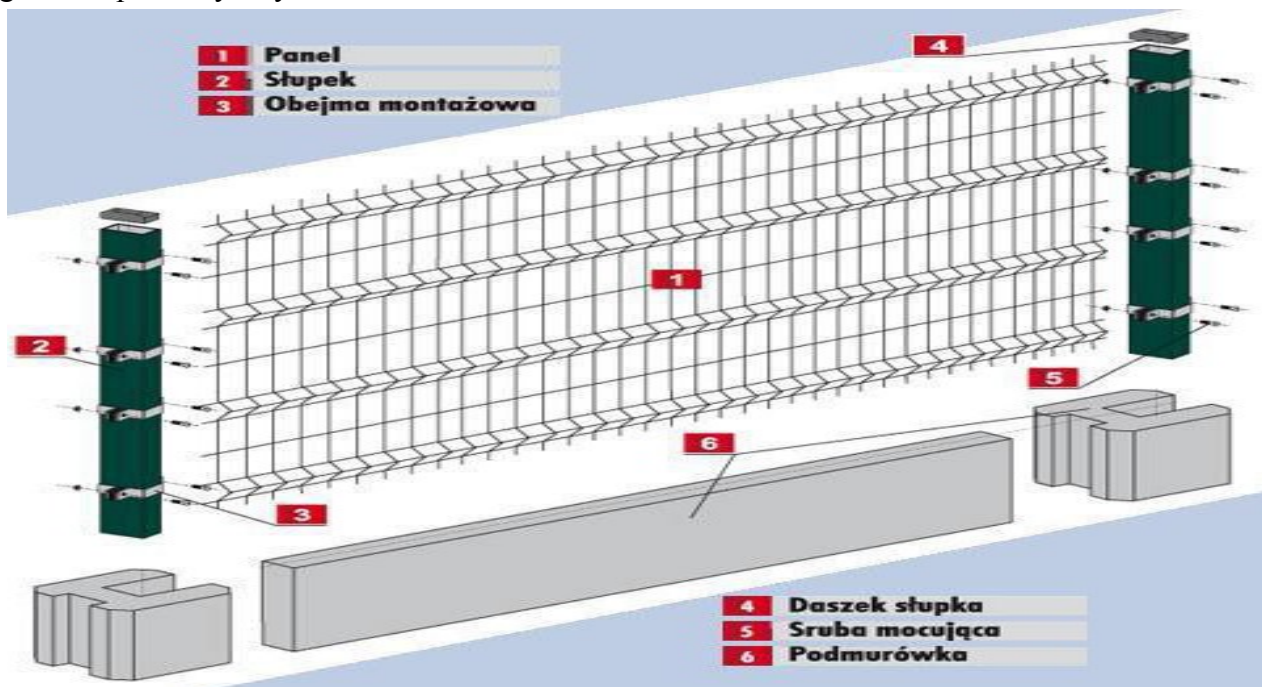 1 Panel
2 Słupek
3 Obejma montażowa
4
1
2
5
6
3
4 Daszek słupka
5 Sruba mocująca
6 Podmurówka